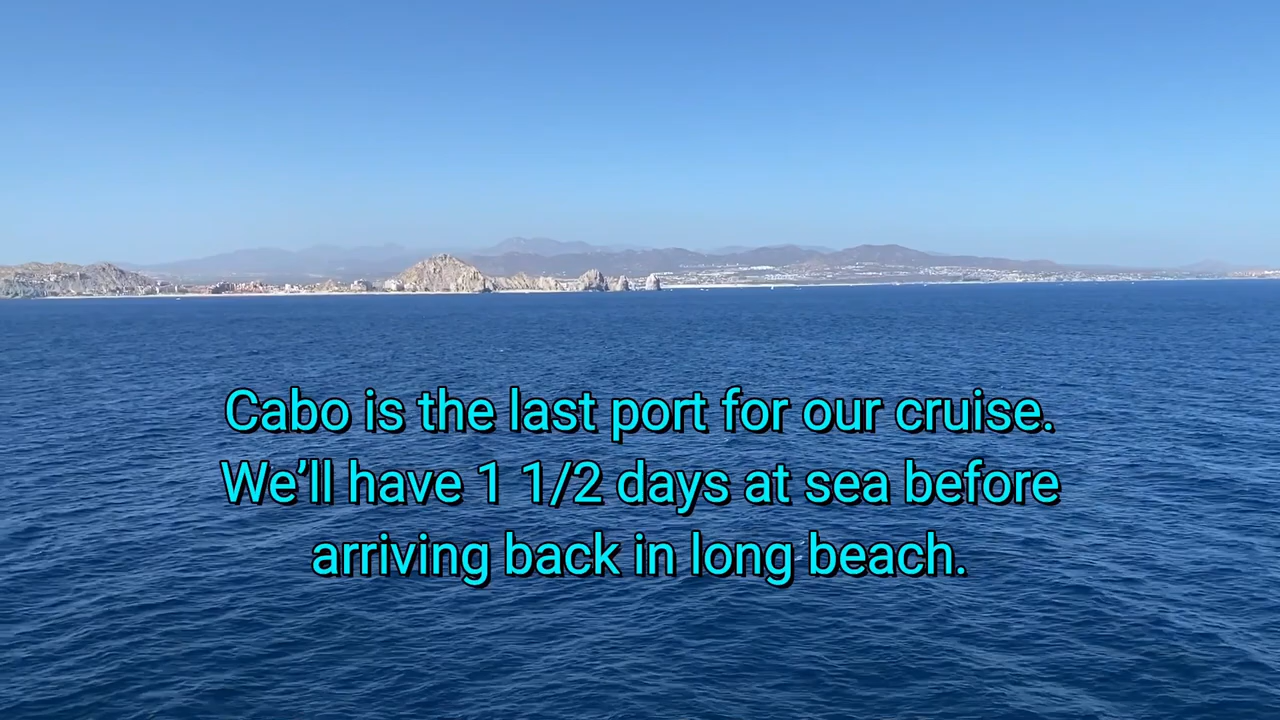 Cabo is the last port for our cruise.
We’ll have 1 1/2 days at sea before
arriving back in long beach.